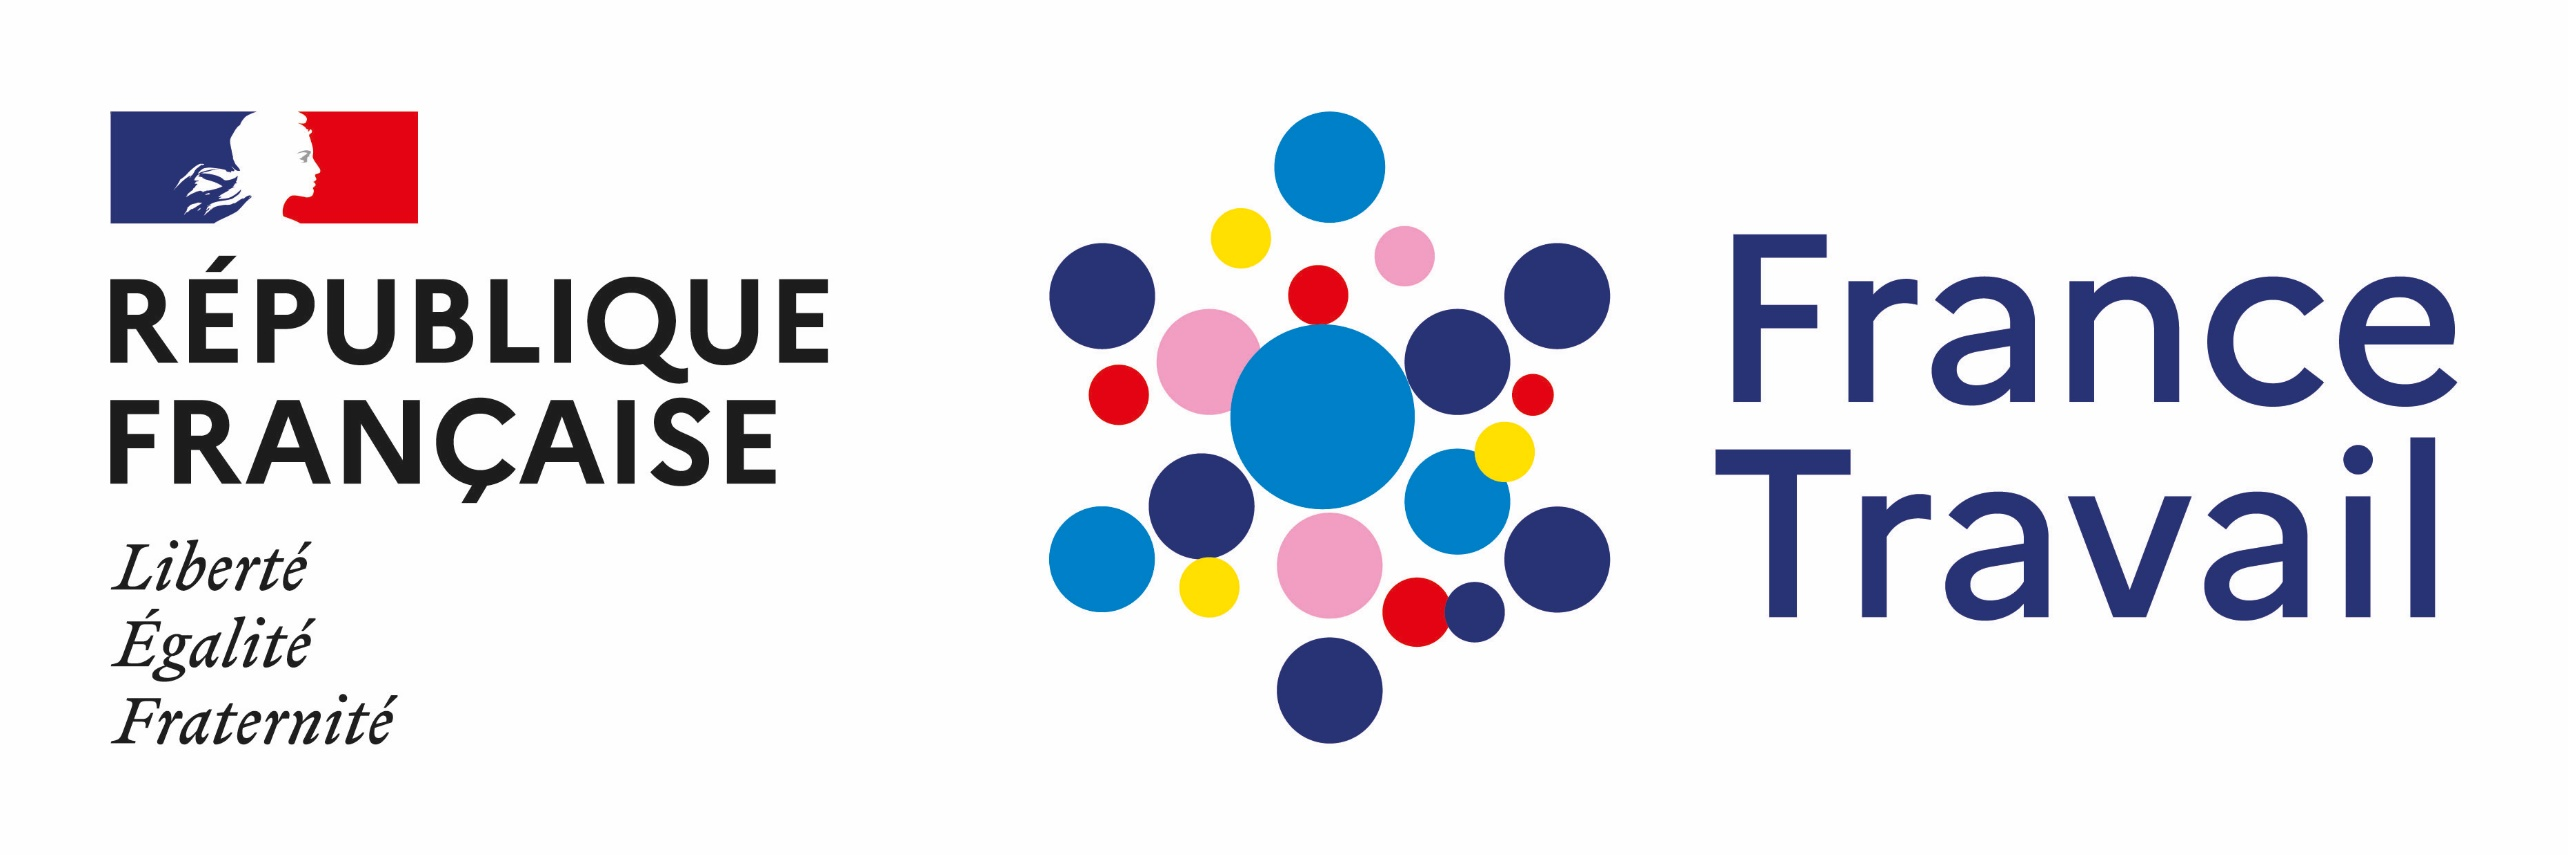 RÉPUBLIQUE
FRANÇAISE
Liberté
Égalité
Fraternité
France
Travail